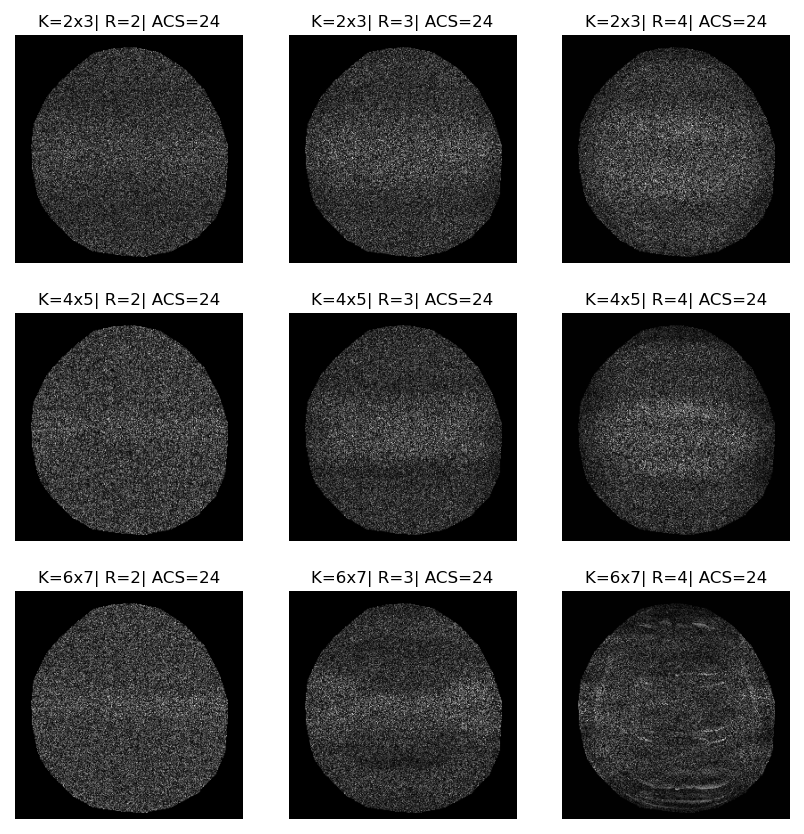 K=2x3| R=2| ACS=24
K=2x3| R=3| ACS=24
K=2x3| R=4| ACS=24
K=4x5| R=2| ACS=24
K=4x5| R=3| ACS=24
K=4x5| R=4| ACS=24
K=6x7| R=2| ACS=24
K=6x7| R=3| ACS=24
K=6x7| R=4| ACS=24